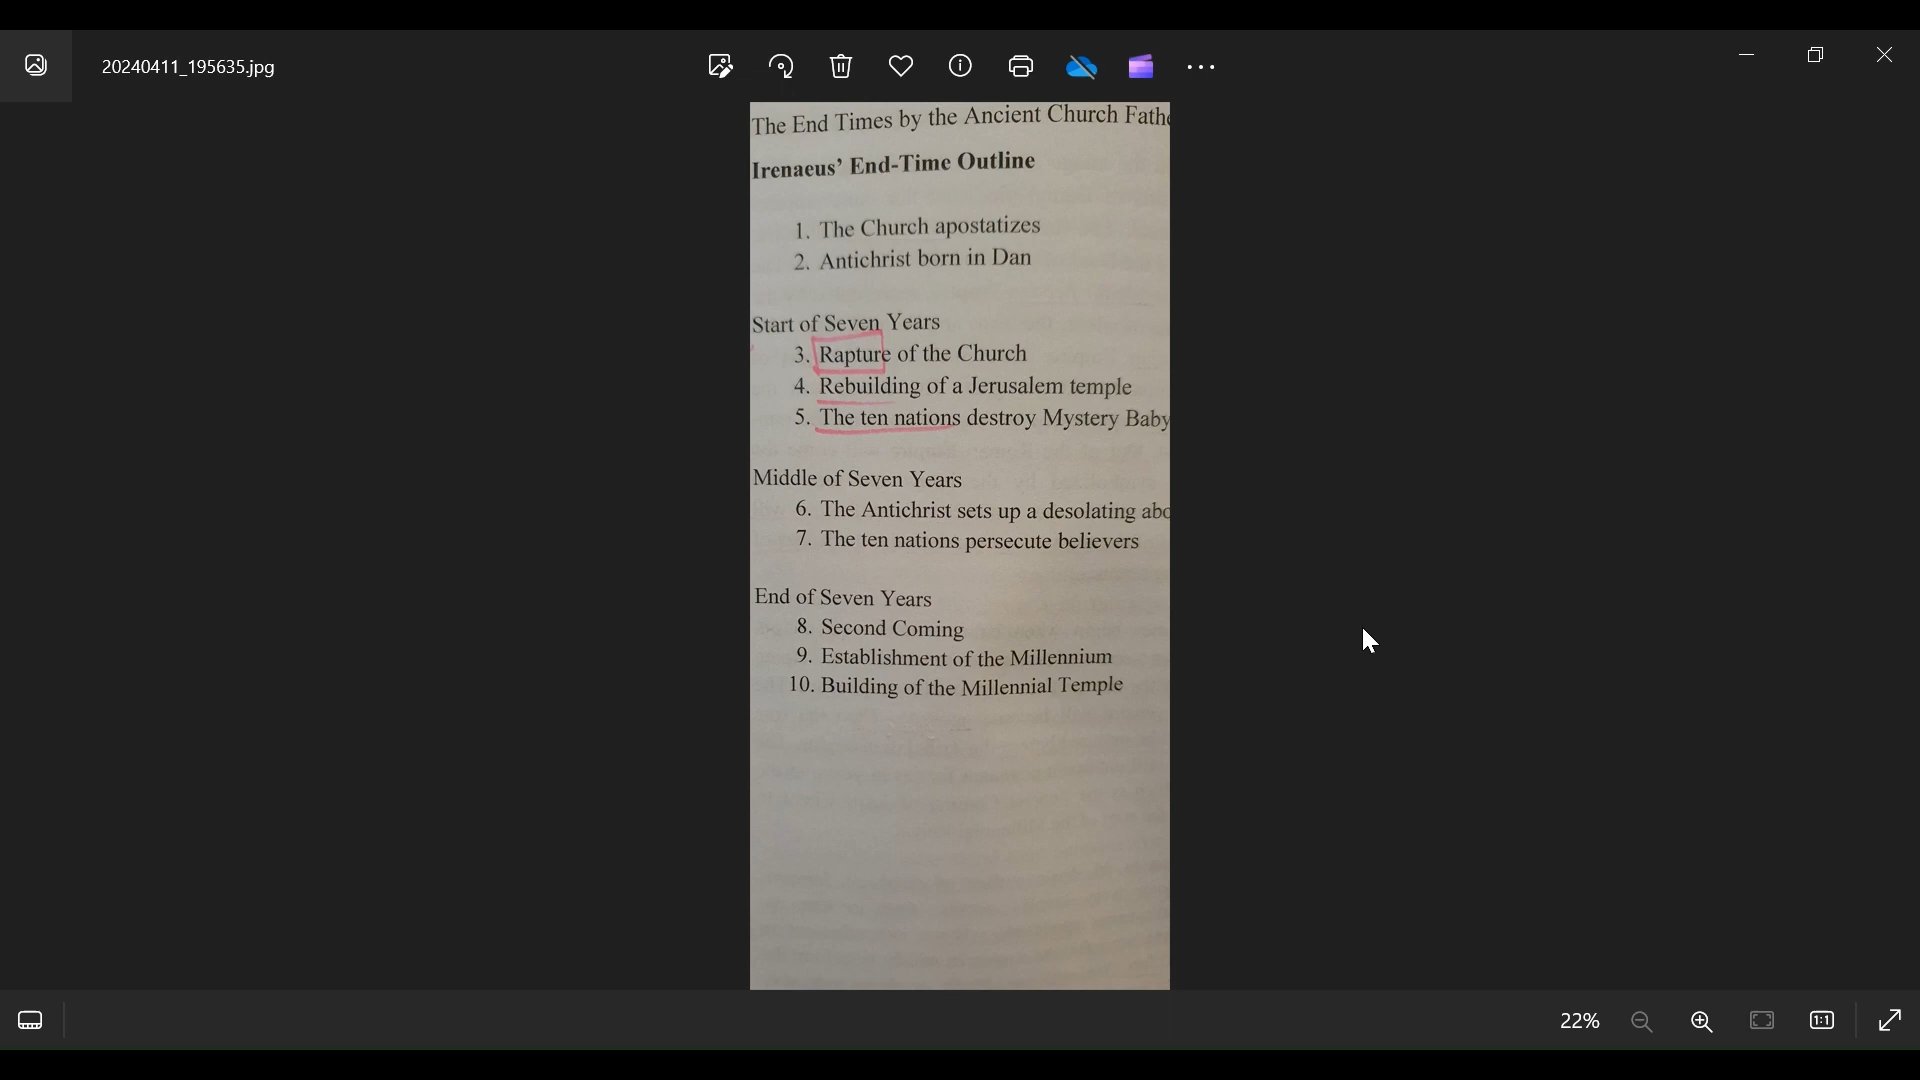 20240411_195635.jpg
The End Times by the Ancient Church Fathe
Irenaeus' End-Time Outline
1. The Church apostatizes
2. Antichrist born in Dan
Start of Seven Years
3. Rapture of the Church
4. Rebuilding of a Jerusalem temple
5. The ten nations destroy Mystery Baby
Middle of Seven Years
6. The Antichrist sets up a desolating abo
7. The ten nations persecute believers
End of Seven Years
8. Second Coming
9. Establishment of the Millennium
10. Building of the Millennial Temple
22%
1:1